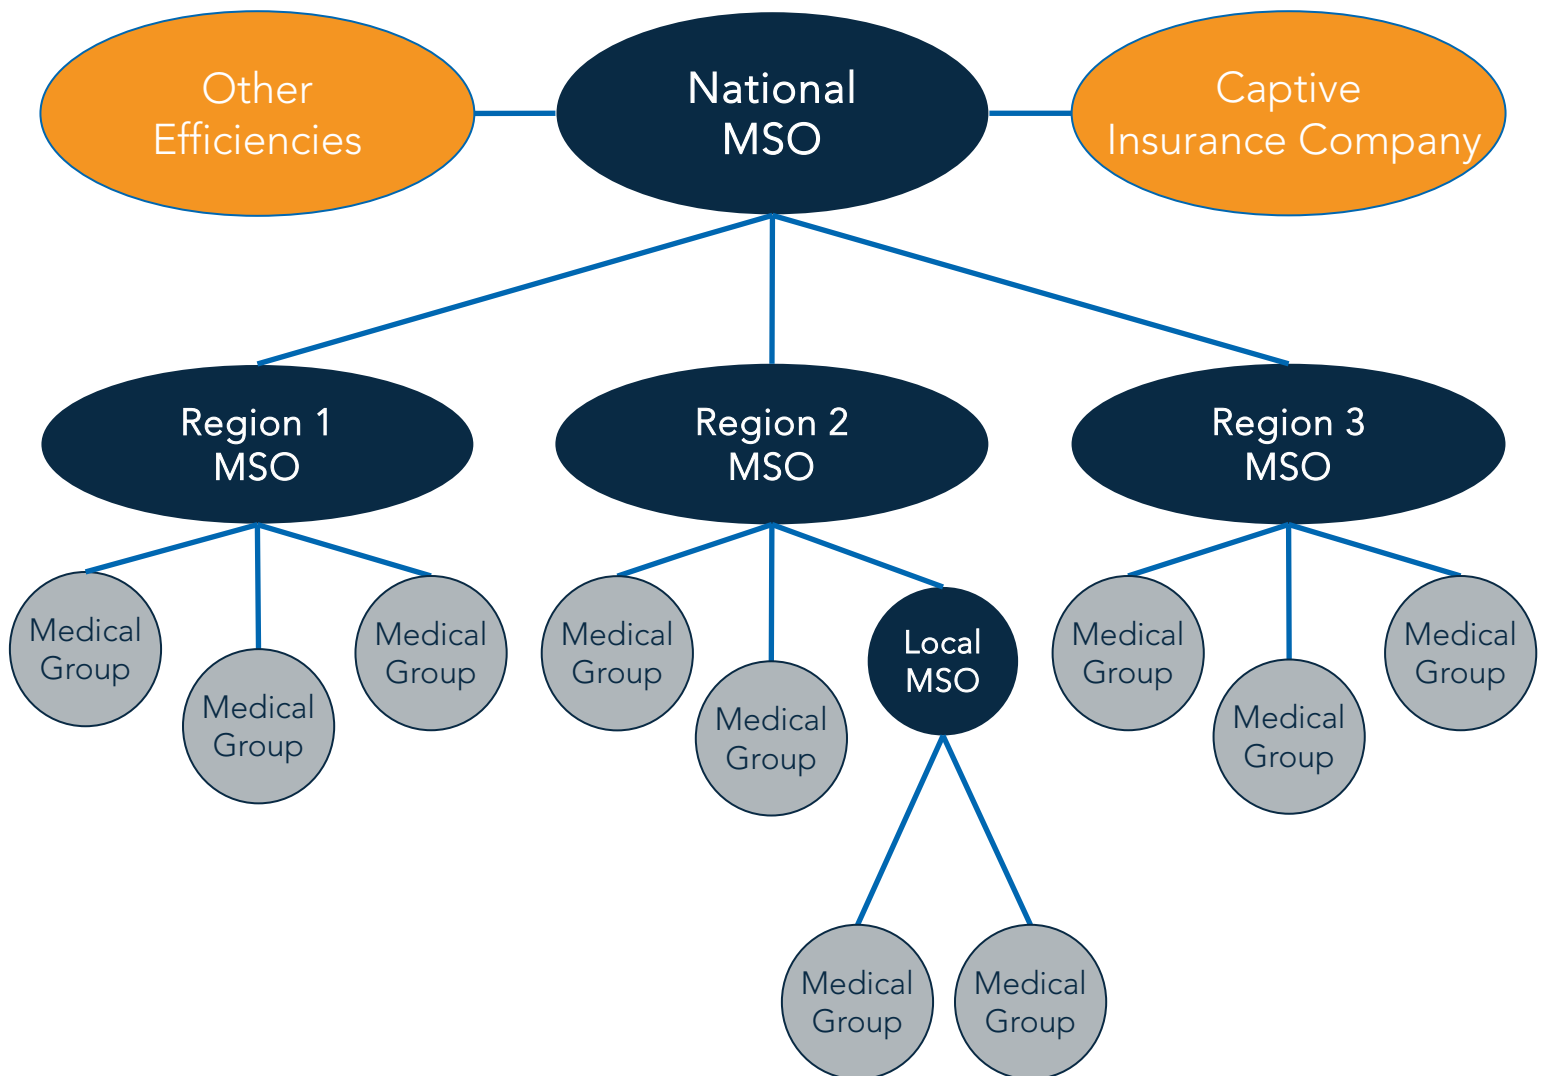 Other
Efficiencies
National
MSO
Captive
Insurance Company
Region 1
MSO
Region 2
MSO
Region 3
MSO
Medical
Group
Medical
Group
Medical
Group
Medical
Group
Medical
Group
Local
MSO
Medical
Group
Medical
Group
Medical
Group
Medical
Group
Medical
Group